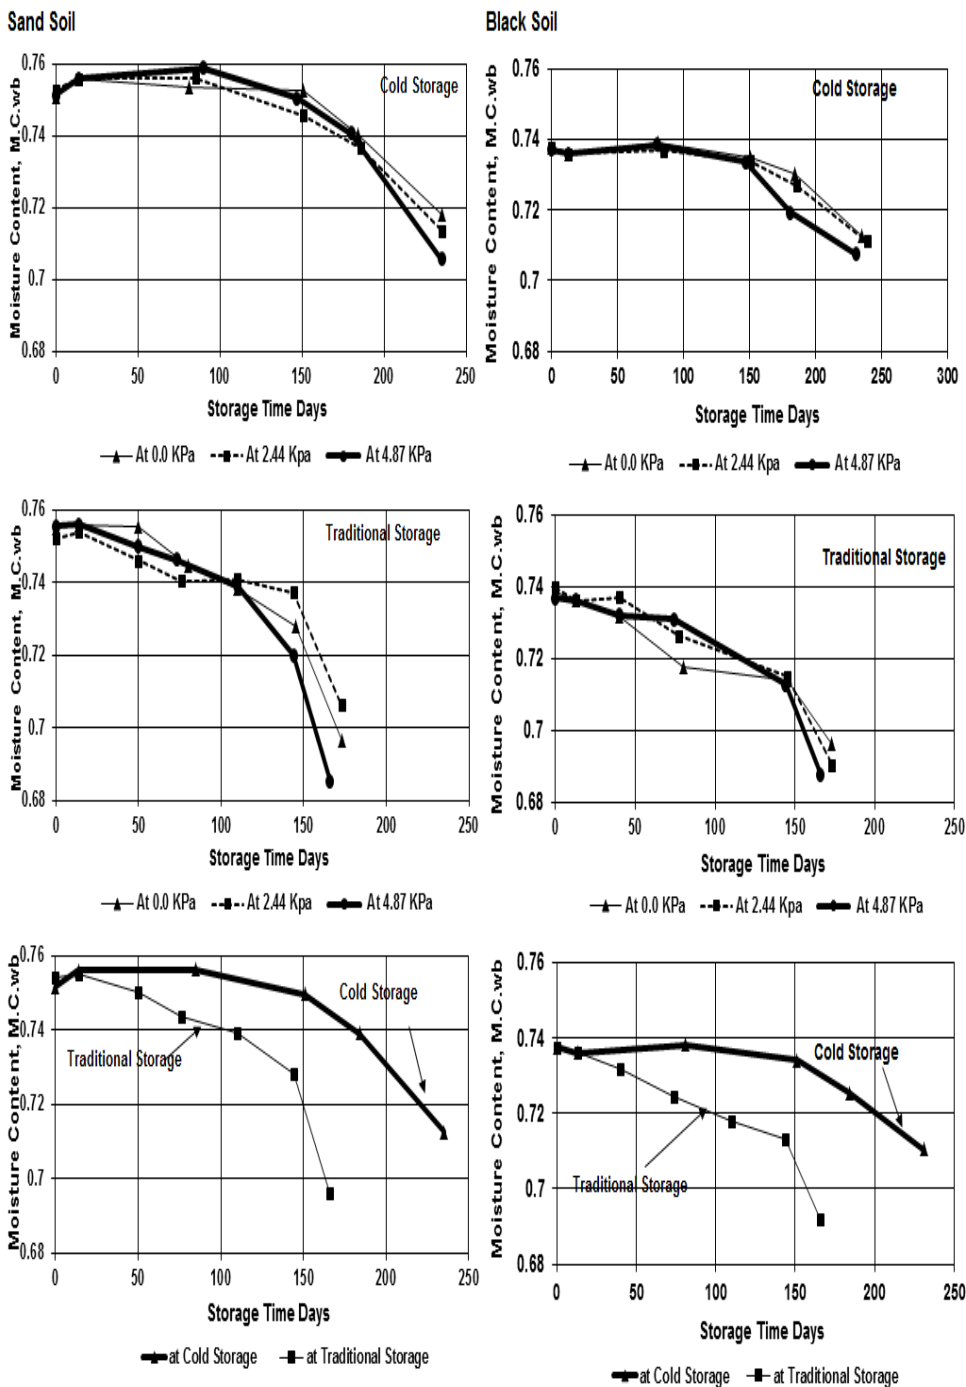 Sand Soil
Black Soil
0.76
0.74
0.72
0.7
0.68
Moisture Content, M.C.wb
Cold Storage
0 50 100 150 200 250
Storage Time Days
At 0.0 KPa At 2.44 Kpa At 4.87 KPa
0.76
0.74
0.72
0.7
0.68
Moisture Content, M.C.wb
Cold Storage
0 50 100 150 200 250 300
Storage Time Days
At 0.0 KPa At 2.44 Kpa At 4.87 KPa
0.76
0.74
0.72
0.7
0.68
Moisture Content, M.C.wb
Traditional Storage
0 50 100 150 200 250
Storage Time Days
At 0.0 KPa At 2.44 Kpa At 4.87 KPa
0.76
0.74
0.72
0.7
0.68
Moisture Content, M.C.wb
Traditional Storage
0 50 100 150 200 250
Storage Time Days
At 0.0 KPa At 2.44 Kpa At 4.87 KPa
0.76
0.74
0.72
0.7
0.68
Moisture Content, M.C.wb
Cold Storage
Traditional Storage
0 50 100 150 200 250
Storage Time Days
at Cold Storage at Traditional Storage
0.76
0.74
0.72
0.7
0.68
Moisture Content, M.C.wb
Cold Storage
Traditional Storage
0 50 100 150 200 250
Storage Time Days
at Cold Storage at Traditional Storage